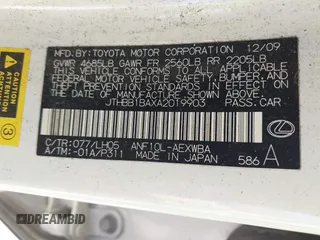 MFD. BY: TOYOTA MOTOR CORPORATION 12/09
GVWR 4685LB GAWR FR 2560LB RR 2205LB
THIS VEHICLE CONFORMS TO ALL APPLICABLE
FEDERAL MOTOR VEHICLE SAFETY, BUMPER, AND
THEFT PREVENTION STANDARDS IN EFFECT ON
THE DATE OF MANUFACTURE SHOWN ABOVE.
JTHBB1BAXA2019903
PASS. CAR
C/TR: 077/LH05 ANF10L-AEXWBA
A/TM: -01A/P311 MADE IN JAPAN 586 A
3
DREAMBID